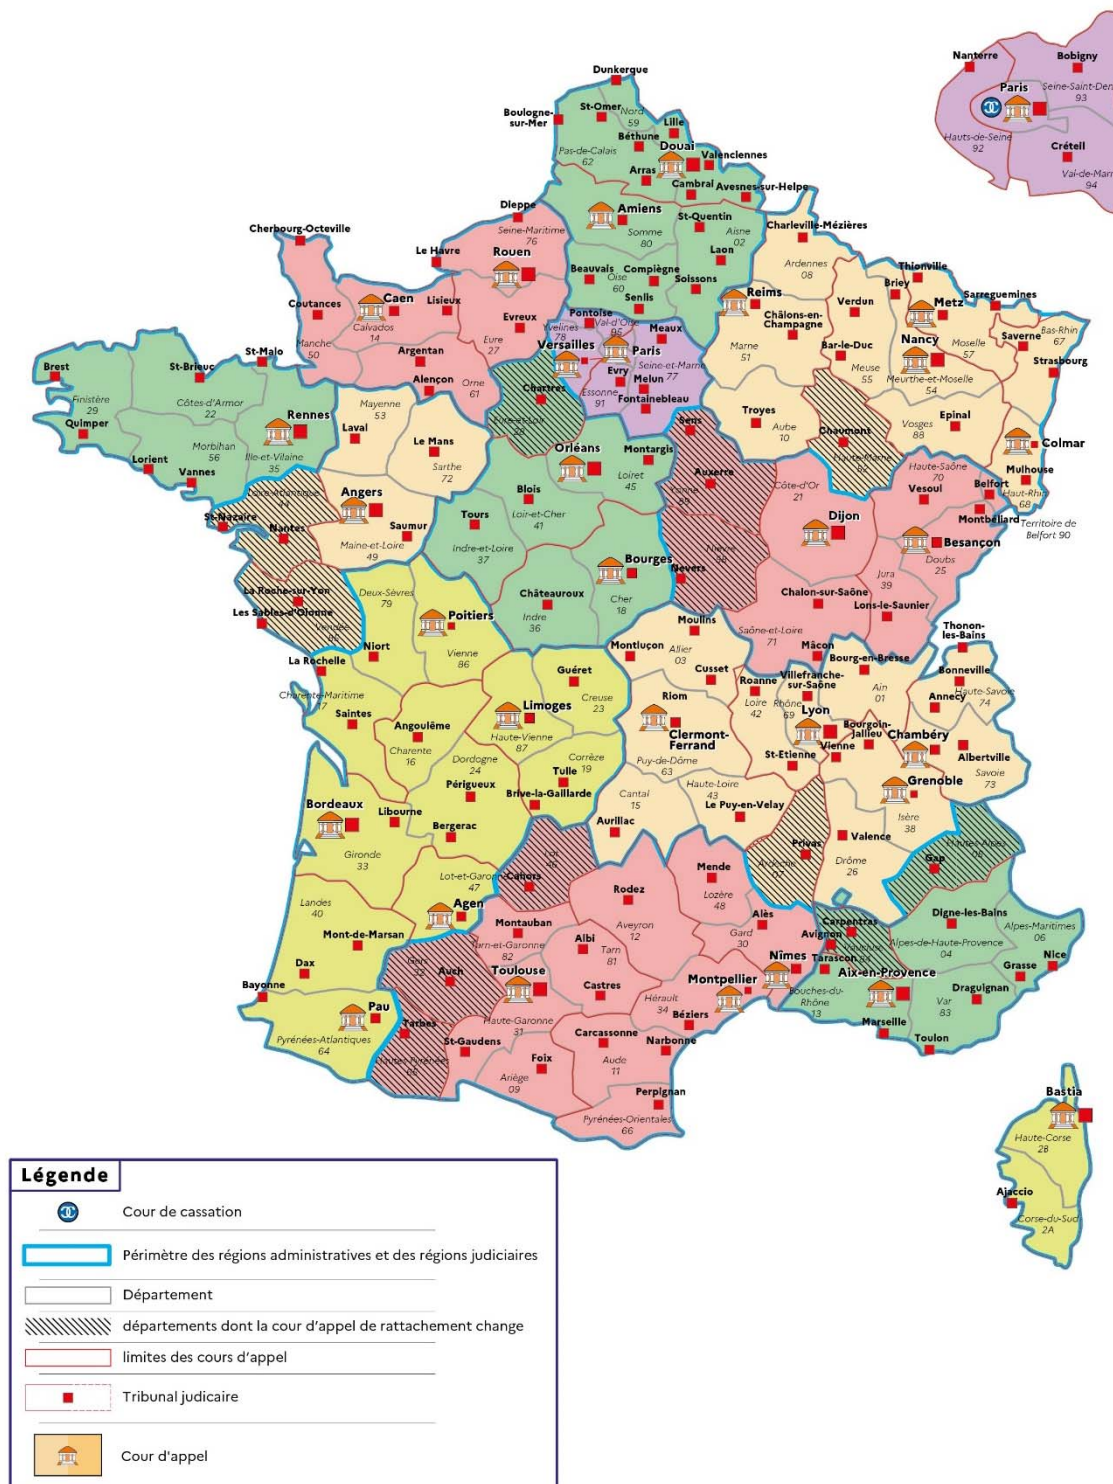 Nanterre
Bobigny
Paris
Seine-Saint-Den
93
Hauts-de-Seine
92
Créteil
Val-de-Marn
94
Dunkerque
St-Omer
Nord
59
Boulogne-
sur-Mer
Lille
Béthune
Douai
Pas-de-Calais
62
Valenciennes
Arras
Cambral
Avesnes-sur-Helpe
Dieppe
Amiens
St-Quentin
Charleville-Mézières
Seine-Maritime
76
Somme
80
Aisne
02
Cherbourg-Octeville
Le Havre
Rouen
Laon
Ardennes
08
Thionville
Beauvais
Oise
60
Compiègne
Soissons
Briey
Caen
Lisieux
Senlis
Reims
Verdun
Metz
Sarreguemines
Coutances
Calvados
14
Evreux
Pontoise
Val-d'Oise
95
Châlons-en-
Champagne
Saverne
Bas-Rhin
67
Manche
50
Eure
27
Yvelines
78
Meaux
Bar-le-Duc
Nancy
Moselle
57
Versailles
Paris
Marne
51
Meuse
55
Strasbourg
St-Malo
Argentan
Seine-et-Marne
77
Meurthe-et-Moselle
54
Brest
St-Brieuc
Alençon
Orne
61
Evry
Melun
Essonne
91
Fontainebleau
Chartres
Eure-et-Loir
28
Finistère
29
Côtes-d'Armor
22
Mayenne
53
Troyes
Aube
10
Epinal
Quimper
Rennes
Laval
Sens
Vosges
88
Morbihan
56
Ille-et-Vilaine
35
Le Mans
Chaumont
Haute-Marne
52
Colmar
Lorient
Sarthe
72
Orléans
Montargis
Vannes
Loiret
45
Auxerre
Yonne
89
Côte-d'Or
21
Haute-Saône
70
Mulhouse
Haut-Rhin
68
Loire-Atlantique
44
Angers
Blois
Loir-et-Cher
41
Vesoul
Belfort
Montbéliard
St-Nazaire
Nantes
Saumur
Tours
Dijon
Territoire de
Belfort 90
Maine-et-Loire
49
Indre-et-Loire
37
Bourges
Nièvre
58
Besançon
Doubs
25
La Roche-sur-Yon
Deux-Sèvres
79
Cher
18
Nevers
Jura
39
Les Sables-d'Olonne
Vendée
85
Châteauroux
Chalon-sur-Saône
Lons-le-Saunier
Poitiers
Indre
36
Moulins
Saône-et-Loire
71
Thonon-
les-Bains
Niort
Vienne
86
Montluçon
Allier
03
Mâcon
La Rochelle
Guéret
Cusset
Roanne
Villefranche-
sur-Saône
Bourg-en-Bresse
Bonneville
Charente-Maritime
17
Creuse
23
Riom
Loire
42
Rhône
69
Ain
01
Annecy
Haute-Savoie
74
Saintes
Limoges
Clermont-
Ferrand
Lyon
Bourgoin-
Jallieu
Chambéry
Angoulême
Haute-Vienne
87
Vienne
Albertville
Charente
16
Dordogne
24
Corrèze
19
Puy-de-Dôme
63
St-Etienne
Savoie
73
Tulle
Grenoble
Périgueux
Brive-la-Gaillarde
Cantal
15
Haute-Loire
43
Le Puy-en-Velay
Isère
38
Bordeaux
Libourne
Bergerac
Aurillac
Valence
Gironde
33
Lot
46
Privas
Ardèche
07
Drôme
26
Hautes-Alpes
05
Gap
Lot-et-Garonne
47
Cahors
Mende
Lozère
48
Landes
40
Agen
Rodez
Aveyron
12
Alès
Carpentras
Digne-les-Bains
Alpes-Maritimes
06
Mont-de-Marsan
Montauban
Tarn-et-Garonne
82
Albi
Tarn
81
Gard
30
Avignon
Vaucluse
84
Alpes-de-Haute-Provence
04
Dax
Gers
32
Auch
Nîmes
Tarascon
Nice
Bayonne
Toulouse
Castres
Montpellier
Bouches-du-
Rhône
13
Aix-en-Provence
Grasse
Pau
Tarbes
Haute-Garonne
31
Hérault
34
Béziers
Var
83
Draguignan
Pyrénées-Atlantiques
64
Hautes-Pyrénées
65
St-Gaudens
Carcassonne
Narbonne
Marseille
Toulon
Foix
Aude
11
Ariège
09
Perpignan
Pyrénées-Orientales
66
Bastia
Haute-Corse
2B
Ajaccio
Corse-du-Sud
2A
Légende
Cour de cassation
Périmètre des régions administratives et des régions judiciaires
Département
départements dont la cour d'appel de rattachement change
limites des cours d'appel
Tribunal judicaire
Cour d'appel